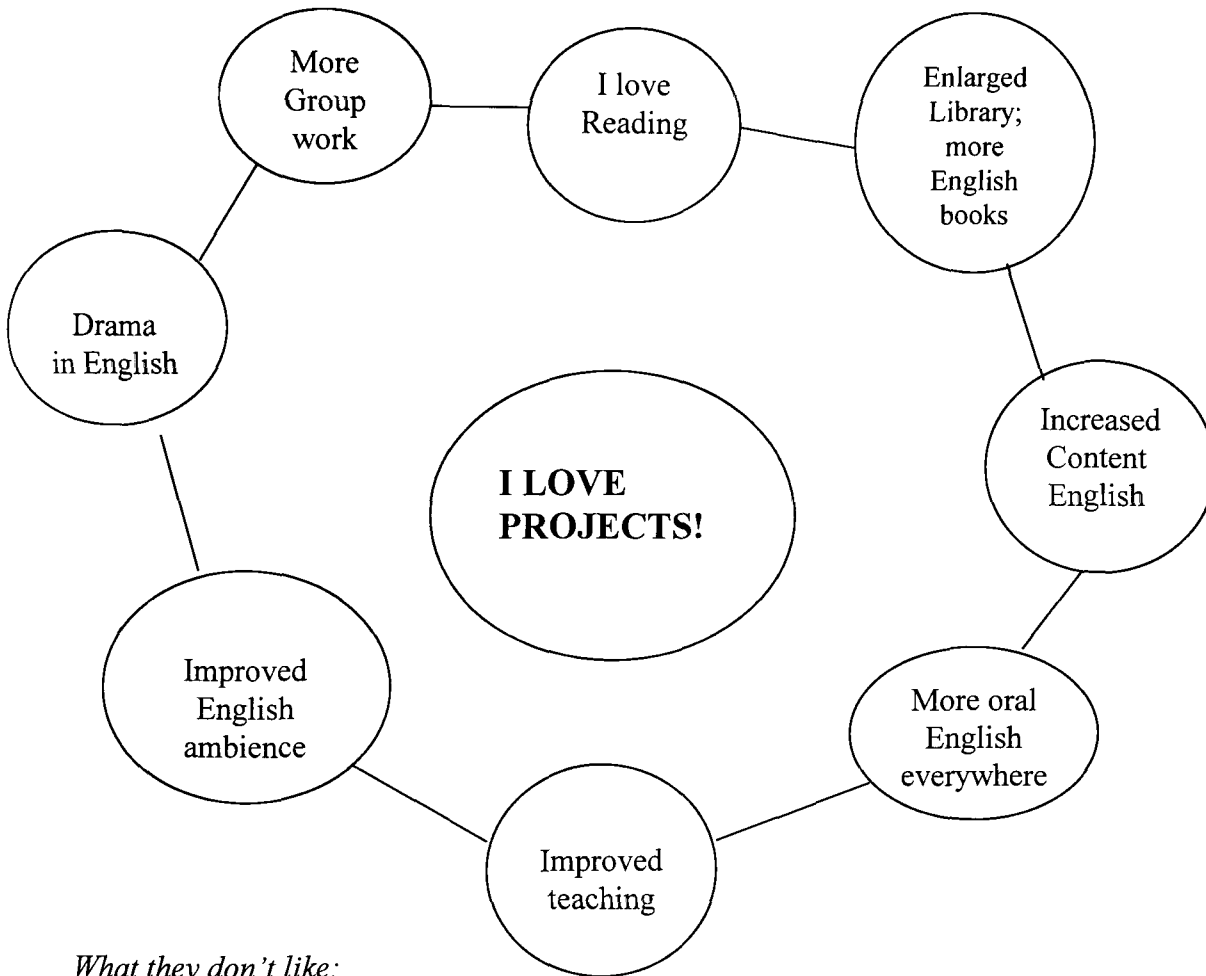 More
Group
work
I love
Reading
Enlarged
Library;
more
English
books
Drama
in English
Increased
Content
English
I LOVE
PROJECTS!
Improved
English
ambience
More oral
English
everywhere
Improved
teaching
What they don't like: